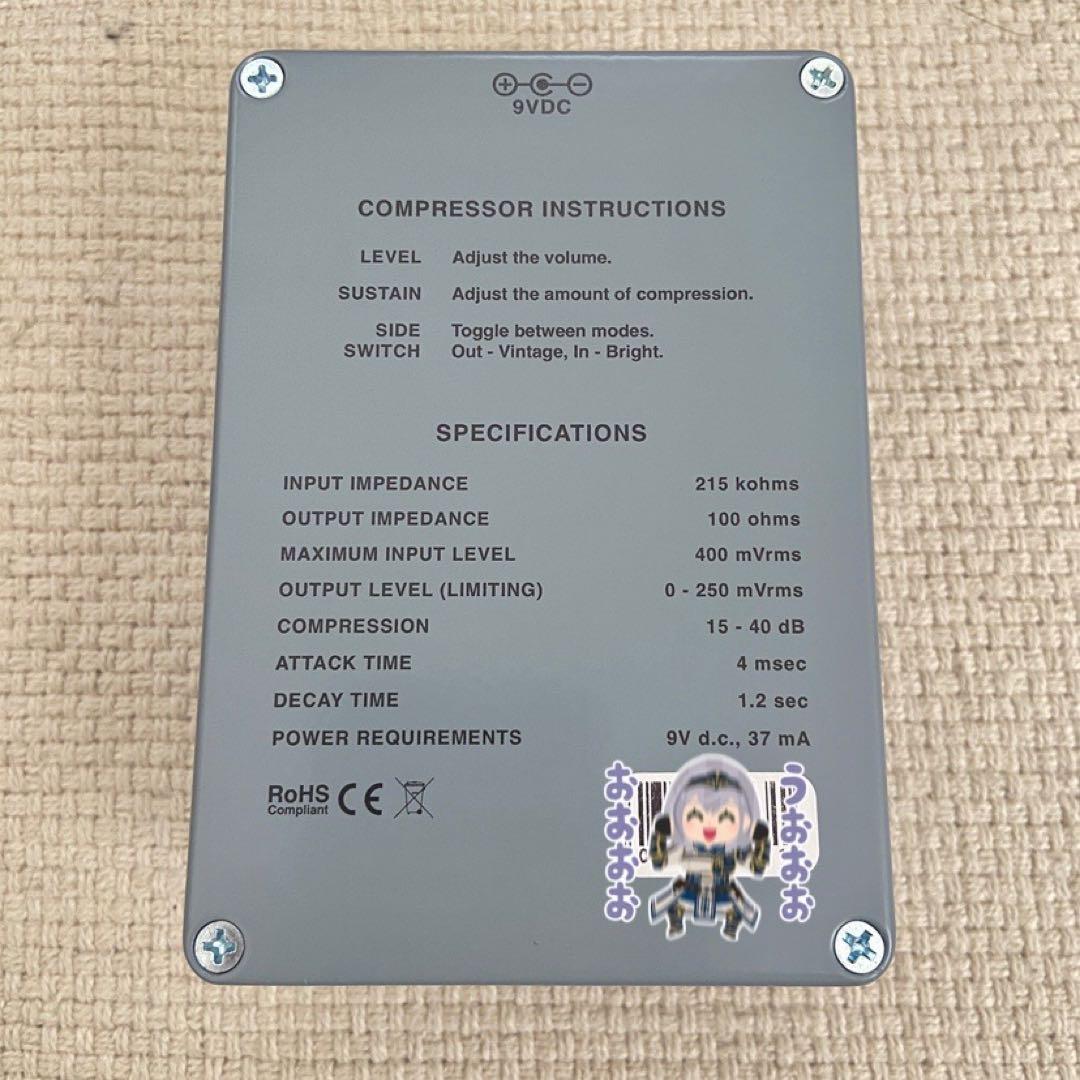 9VDC
COMPRESSOR INSTRUCTIONS
LEVEL Adjust the volume.
SUSTAIN Adjust the amount of compression.
SIDE Toggle between modes.
SWITCH Out - Vintage, In - Bright.
SPECIFICATIONS
INPUT IMPEDANCE 215 kohms
OUTPUT IMPEDANCE 100 ohms
MAXIMUM INPUT LEVEL 400 mVrms
OUTPUT LEVEL (LIMITING) 0 - 250 mVrms
COMPRESSION 15 - 40 dB
ATTACK TIME 4 msec
DECAY TIME 1.2 sec
POWER REQUIREMENTS 9V d.c., 37 mA
RoHS CE
Compliant
うおおおお
おおおおお